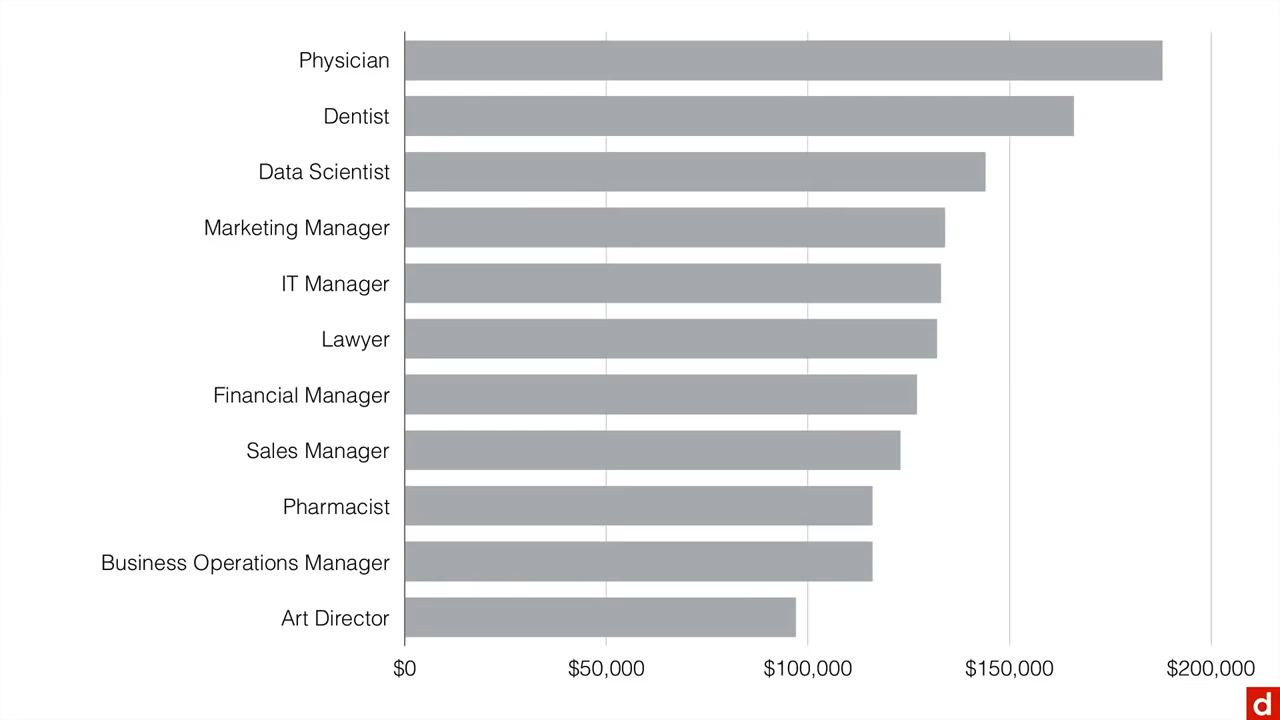 Physician
Dentist
Data Scientist
Marketing Manager
IT Manager
Lawyer
Financial Manager
Sales Manager
Pharmacist
Business Operations Manager
Art Director
$0 $50,000 $100,000 $150,000 $200,000
d